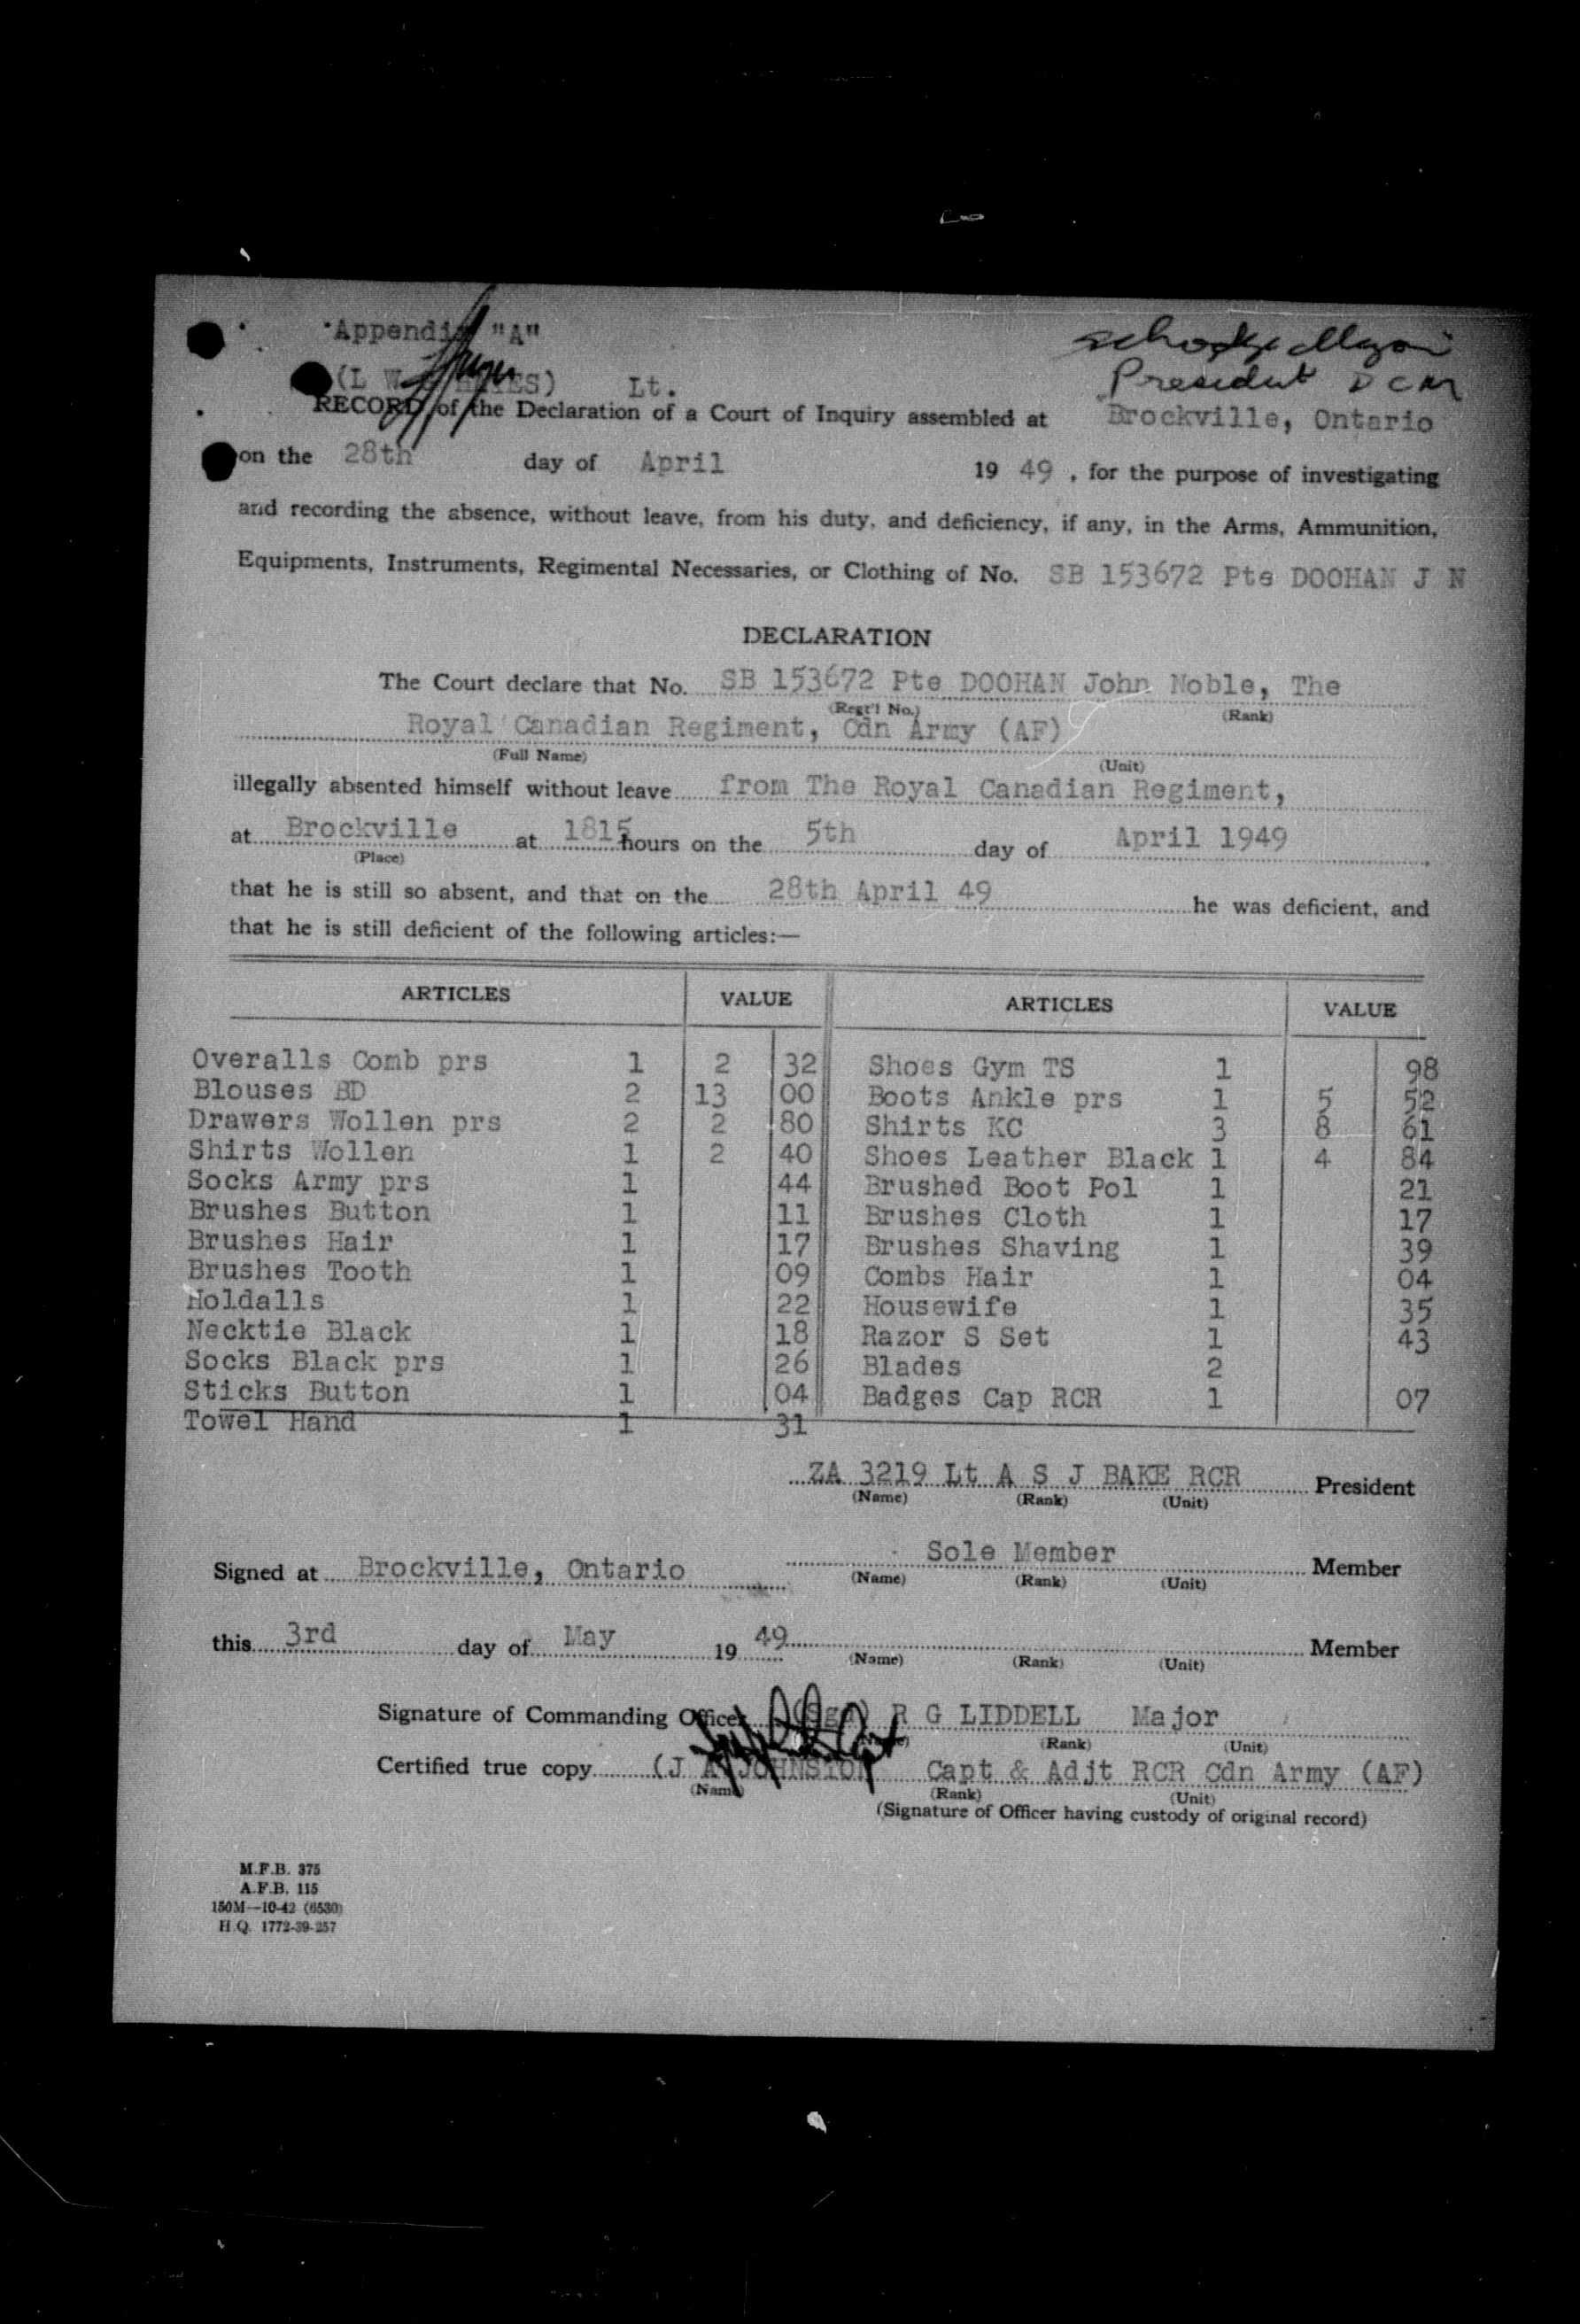 Appendix "A"
President DCM
(L W Lt.
RECORD of the Declaration of a Court of Inquiry assembled at Brockville, Ontario
on the 28th day of April 19 49 , for the purpose of investigating
and recording the absence, without leave, from his duty, and deficiency, if any, in the Arms, Ammunition,
Equipments, Instruments, Regimental Necessaries, or Clothing of No. SB 153672 Pte DOOHAN J N
DECLARATION
The Court declare that No. SB 153672 Pte DOOHAN John Noble, The
(Regt'l No.) (Rank)
Royal Canadian Regiment, Cdn Army (AF)
(Full Name) (Unit)
illegally absented himself without leave from The Royal Canadian Regiment,
at Brockville at 1815 hours on the 5th day of April 1949
(Place)
that he is still so absent, and that on the 28th April 49 he was deficient, and
that he is still deficient of the following articles:—
ARTICLES VALUE ARTICLES VALUE
Overalls Comb prs 1 2 32 Shoes Gym TS 1 98
Blouses BD 2 13 00 Boots Ankle prs 1 5 52
Drawers Wollen prs 2 2 80 Shirts KC 3 8 61
Shirts Wollen 1 2 40 Shoes Leather Black 1 4 84
Socks Army prs 1 44 Brushed Boot Pol 1 21
Brushes Button 1 11 Brushes Cloth 1 17
Brushes Hair 1 17 Brushes Shaving 1 39
Brushes Tooth 1 09 Combs Hair 1 04
Holdalls 1 22 Housewife 1 35
Necktie Black 1 18 Razor S Set 1 43
Socks Black prs 1 26 Blades 2
Sticks Button 1 04 Badges Cap RCR 1 07
Towel Hand 1 31
ZA 3219 Lt A S J BAKE RCR President
(Name) (Rank) (Unit)
Signed at Brockville, Ontario Sole Member Member
(Name) (Rank) (Unit)
this 3rd day of May 19 49 Member
(Name) (Rank) (Unit)
Signature of Commanding Officer (Sgd) R G LIDDELL Major
(Name) (Rank) (Unit)
Certified true copy (J A JOHNSTON Capt & Adjt RCR Cdn Army (AF)
(Name) (Rank) (Unit)
(Signature of Officer having custody of original record)
M.F.B. 375
A.F.B. 115
150M—10-42 (6530)
H.Q. 1772-39-257